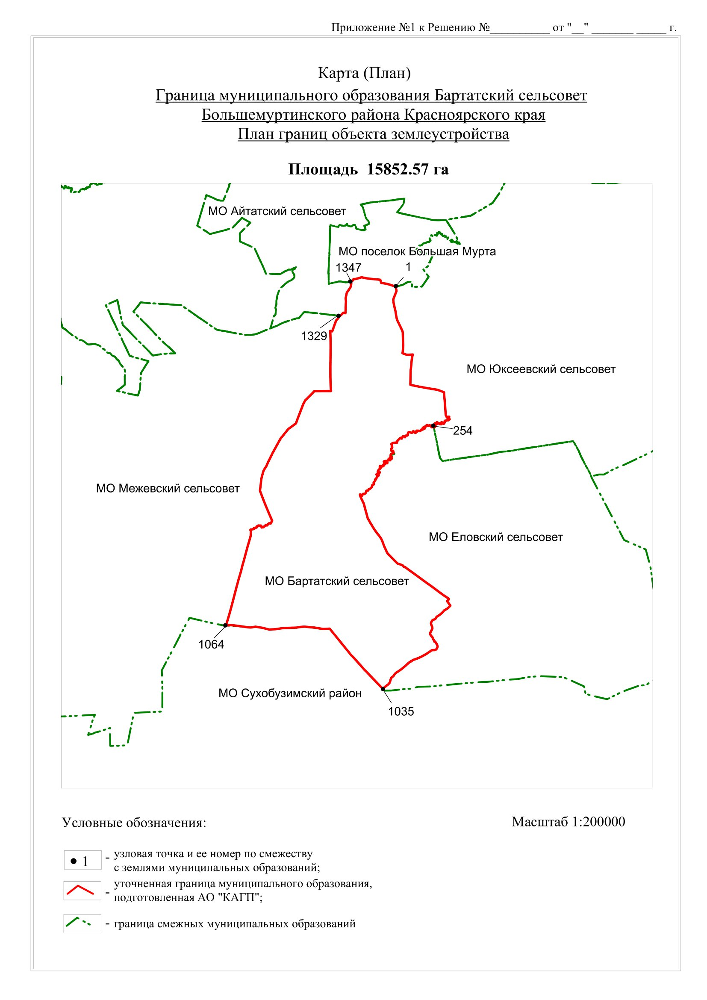 Приложение №1 к Решению №__________ от "__" _______ _____ г.
Карта (План)
Граница муниципального образования Бартатский сельсовет
Большемуртинского района Красноярского края
План границ объекта землеустройства
Площадь 15852.57 га
МО Айтатский сельсовет
МО поселок Большая Мурта
1347
1
1329
МО Юксеевский сельсовет
254
МО Межевский сельсовет
МО Еловский сельсовет
МО Бартатский сельсовет
1064
МО Сухобузимский район
1035
Условные обозначения:
Масштаб 1:200000
1 - узловая точка и ее номер по смежеству
с землями муниципальных образований;
- уточненная граница муниципального образования,
подготовленная АО "КАГП";
- граница смежных муниципальных образований